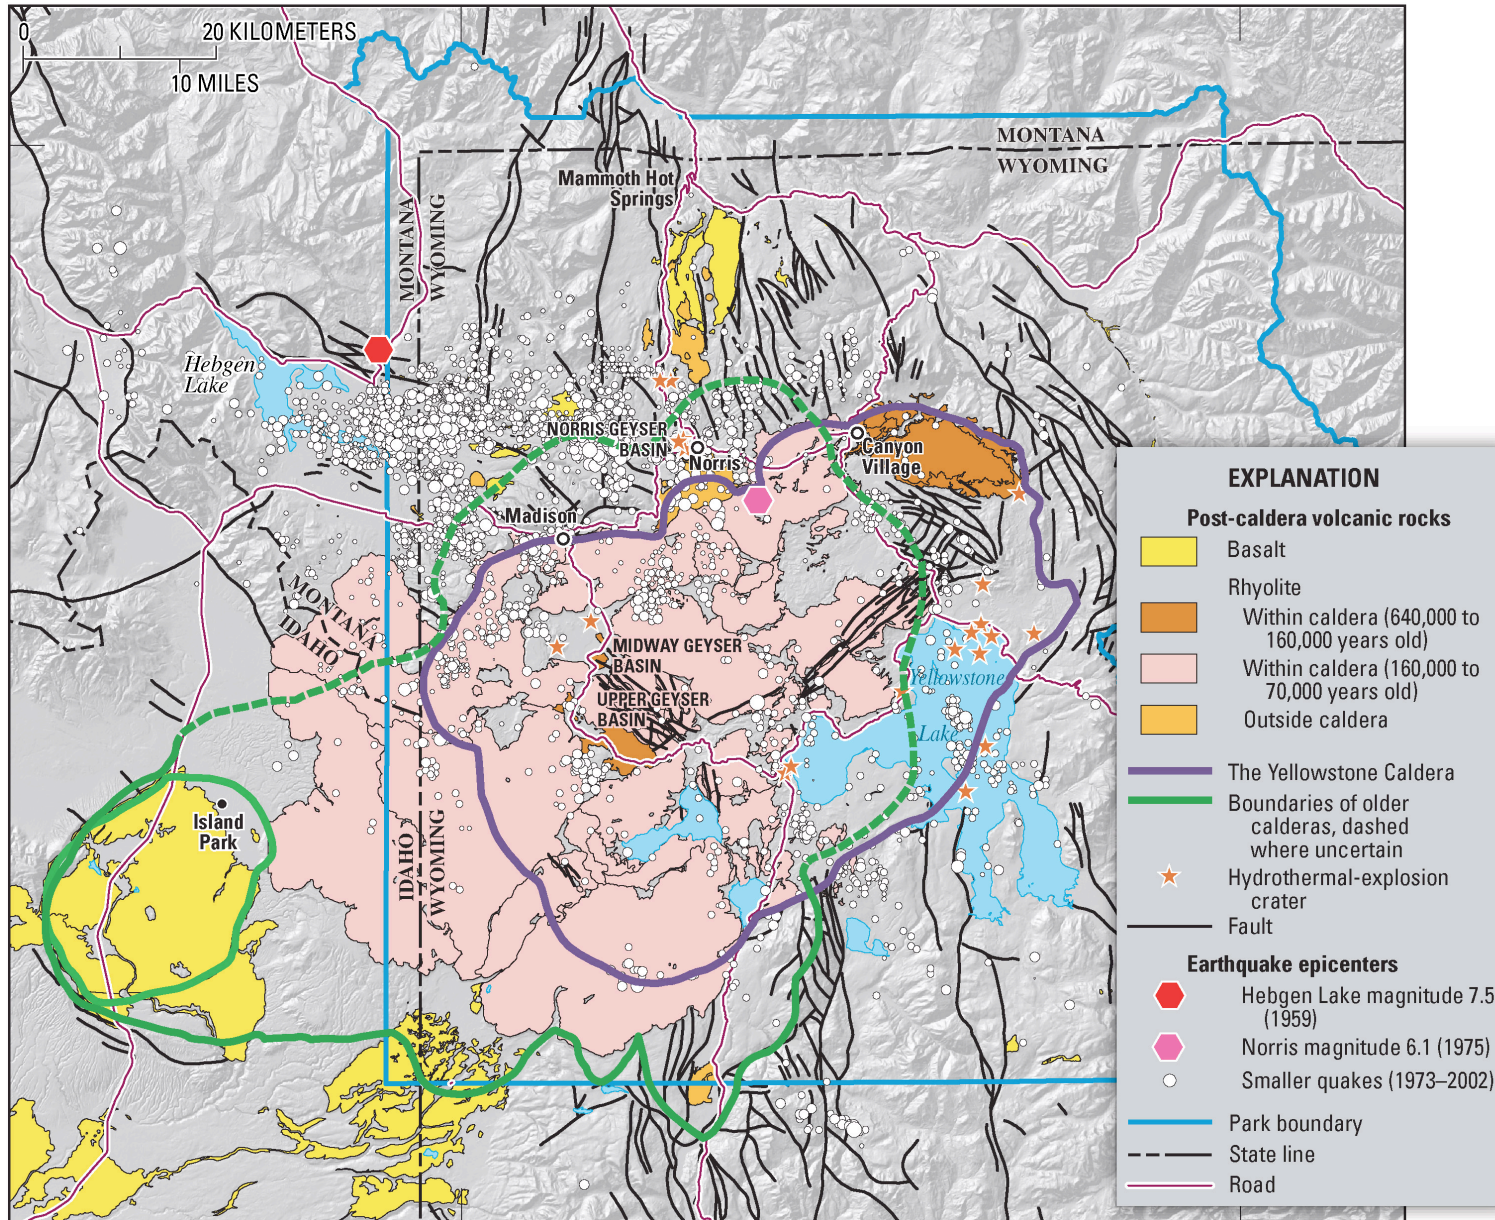 0
20 KILOMETERS
10 MILES
MONTANA
WYOMING
Mammoth Hot
Springs
MONTANA
WYOMING
Hebgen
Lake
NORRIS GEYSER
BASIN
Norris
Canyon
Village
Madison
MONTANA
IDAHO
MIDWAY GEYSER
BASIN
UPPER GEYSER
BASIN
Yellowstone
Lake
Island
Park
IDAHO
WYOMING
EXPLANATION
Post-caldera volcanic rocks
Basalt
Rhyolite
Within caldera (640,000 to
160,000 years old)
Within caldera (160,000 to
70,000 years old)
Outside caldera
The Yellowstone Caldera
Boundaries of older
calderas, dashed
where uncertain
Hydrothermal-explosion
crater
Fault
Earthquake epicenters
Hebgen Lake magnitude 7.5
(1959)
Norris magnitude 6.1 (1975)
Smaller quakes (1973–2002)
Park boundary
State line
Road